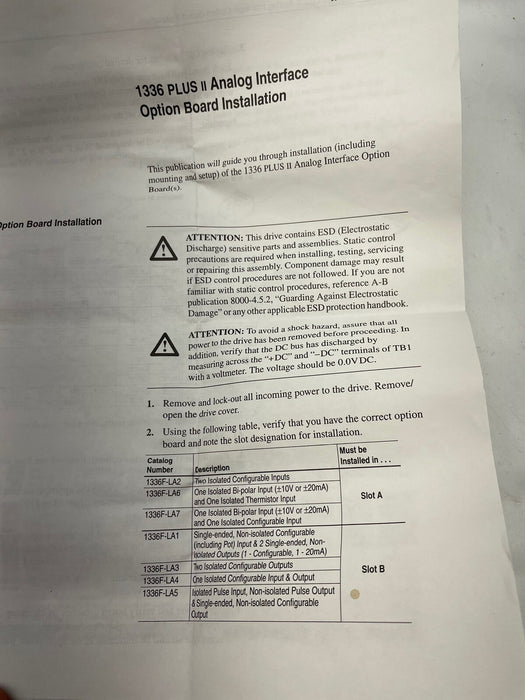 1336 PLUS II Analog Interface
Option Board Installation
This publication will guide you through installation (including
mounting and setup) of the 1336 PLUS II Analog Interface Option
Board(s).
Option Board Installation
ATTENTION: This drive contains ESD (Electrostatic
Discharge) sensitive parts and assemblies. Static control
precautions are required when installing, testing, servicing
or repairing this assembly. Component damage may result
if ESD control procedures are not followed. If you are not
familiar with static control procedures, reference A-B
publication 8000-4.5.2, “Guarding Against Electrostatic
Damage” or any other applicable ESD protection handbook.
ATTENTION: To avoid a shock hazard, assure that all
power to the drive has been removed before proceeding. In
addition, verify that the DC bus has discharged by
measuring across the “+DC” and “–DC” terminals of TB1
with a voltmeter. The voltage should be 0.0V DC.
1. Remove and lock-out all incoming power to the drive. Remove/
open the drive cover.
2. Using the following table, verify that you have the correct option
board and note the slot designation for installation.
Catalog
Number
Description
Must be
Installed in . . .
1336F-LA2 Two Isolated Configurable Inputs
1336F-LA6 One Isolated Bi-polar Input (±10V or ±20mA)
and One Isolated Thermistor Input
Slot A
1336F-LA7 One Isolated Bi-polar Input (±10V or ±20mA)
and One Isolated Configurable Input
1336F-LA1 Single-ended, Non-isolated Configurable
(including Pot) Input & 2 Single-ended, Non-
isolated Outputs (1 - Configurable, 1 - 20mA)
1336F-LA3 Two Isolated Configurable Outputs
Slot B
1336F-LA4 One Isolated Configurable Input & Output
1336F-LA5 Isolated Pulse Input, Non-isolated Pulse Output
& Single-ended, Non-isolated Configurable
Output